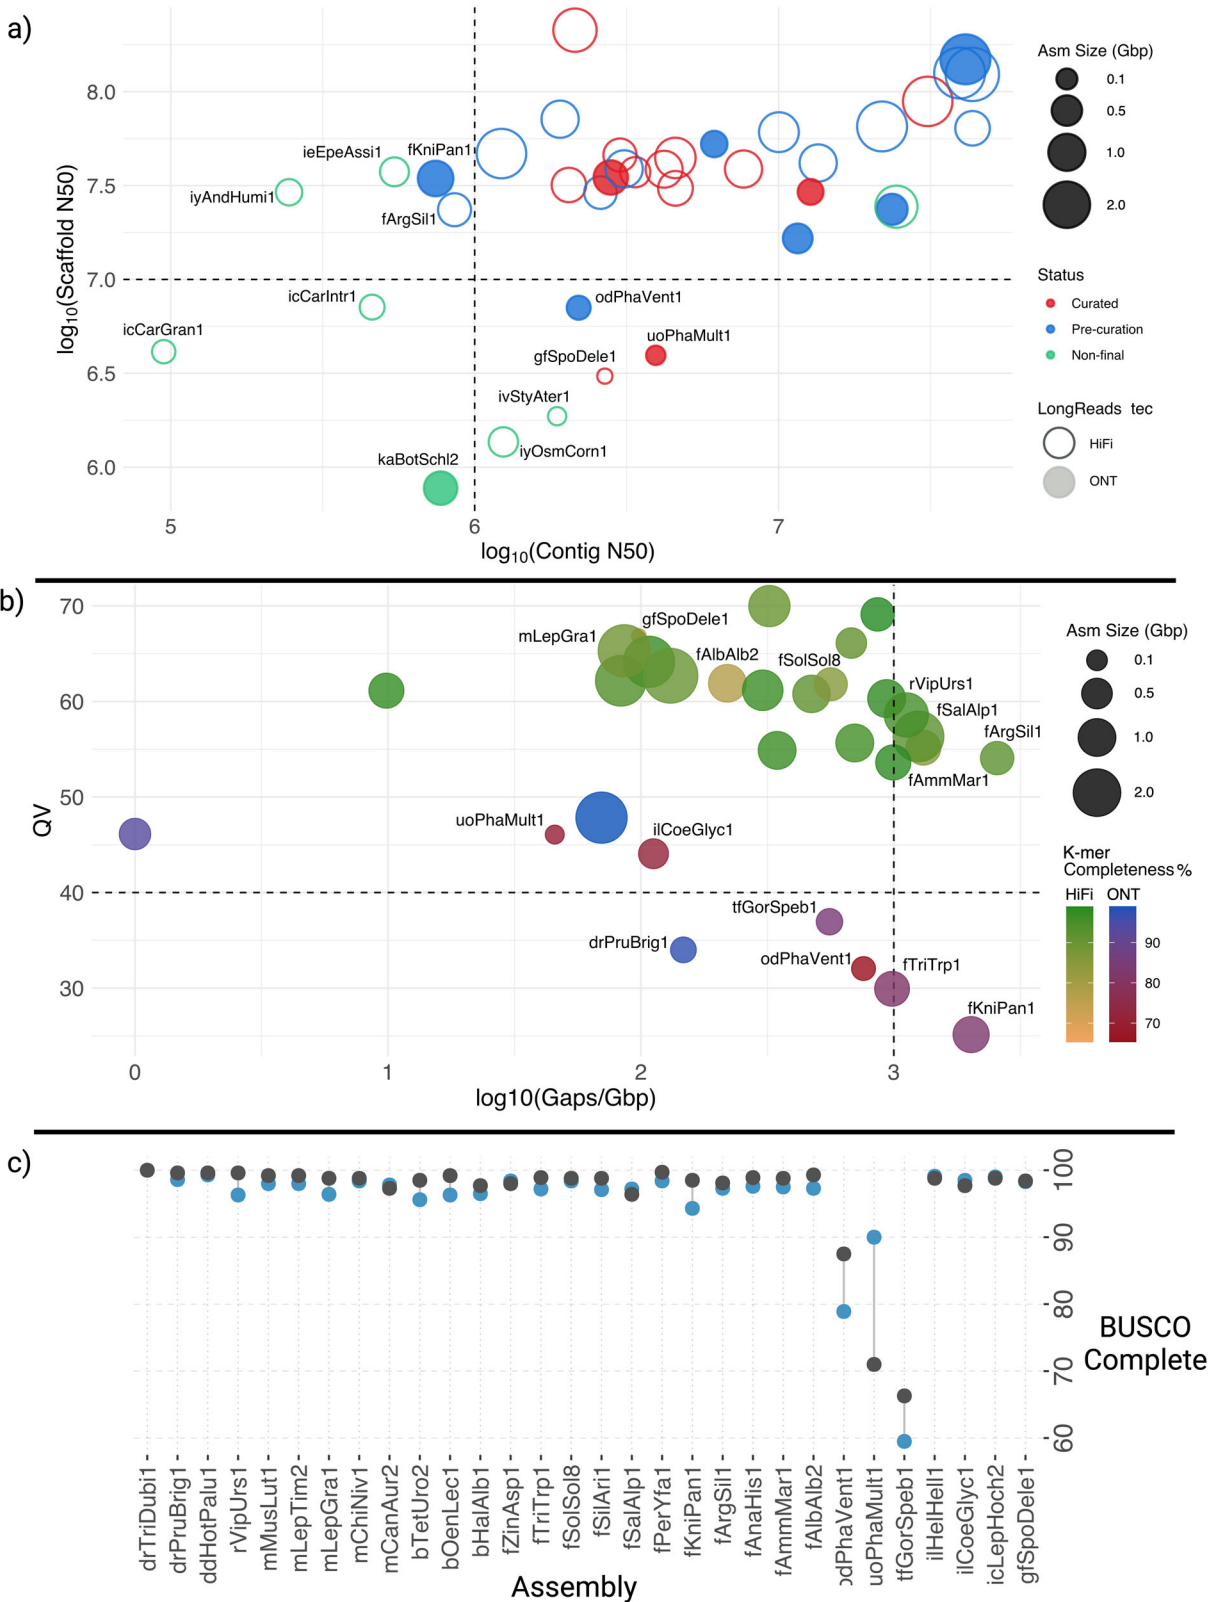 a)
log10(Scaffold N50)
8.0
7.5
7.0
6.5
6.0
ieEpeAssi1
fKniPan1
iyAndHumi1
fArgSil1
icCarIntr1
odPhaVent1
icCarGran1
uoPhaMult1
gfSpoDele1
ivStyAter1
iyOsmCorn1
kaBotSchl2
5
6
7
log10(Contig N50)
Asm Size (Gbp)
0.1
0.5
1.0
2.0
Status
Curated
Pre-curation
Non-final
LongReads tec
HiFi
ONT
b)
QV
70
60
50
40
30
gfSpoDele1
mLepGra1
fAlbAlb2
fSolSol8
rVipUrs1
fSalAlp1
fArgSil1
fAmmMar1
uoPhaMult1
ilCoeGlyc1
tfGorSpeb1
drPruBrig1
odPhaVent1
fTriTrp1
fKniPan1
0
1
2
3
log10(Gaps/Gbp)
Asm Size (Gbp)
0.1
0.5
1.0
2.0
K-mer
Completeness %
HiFi ONT
90
80
70
c)
100
90
80
70
60
BUSCO
Complete
drTriDubi1
drPruBrig1
ddHotPalu1
rVipUrs1
mMusLut1
mLepTim2
mLepGra1
mChiNiv1
mCanAur2
bTetUro2
bOenLec1
bHalAlb1
fZinAsp1
fTriTrp1
fSolSol8
fSilAri1
fSalAlp1
fPerYfa1
fKniPan1
fArgSil1
fAnaHis1
fAmmMar1
fAlbAlb2
odPhaVent1
uoPhaMult1
tfGorSpeb1
ilHelHell1
ilCoeGlyc1
icLepHoch2
gfSpoDele1
Assembly